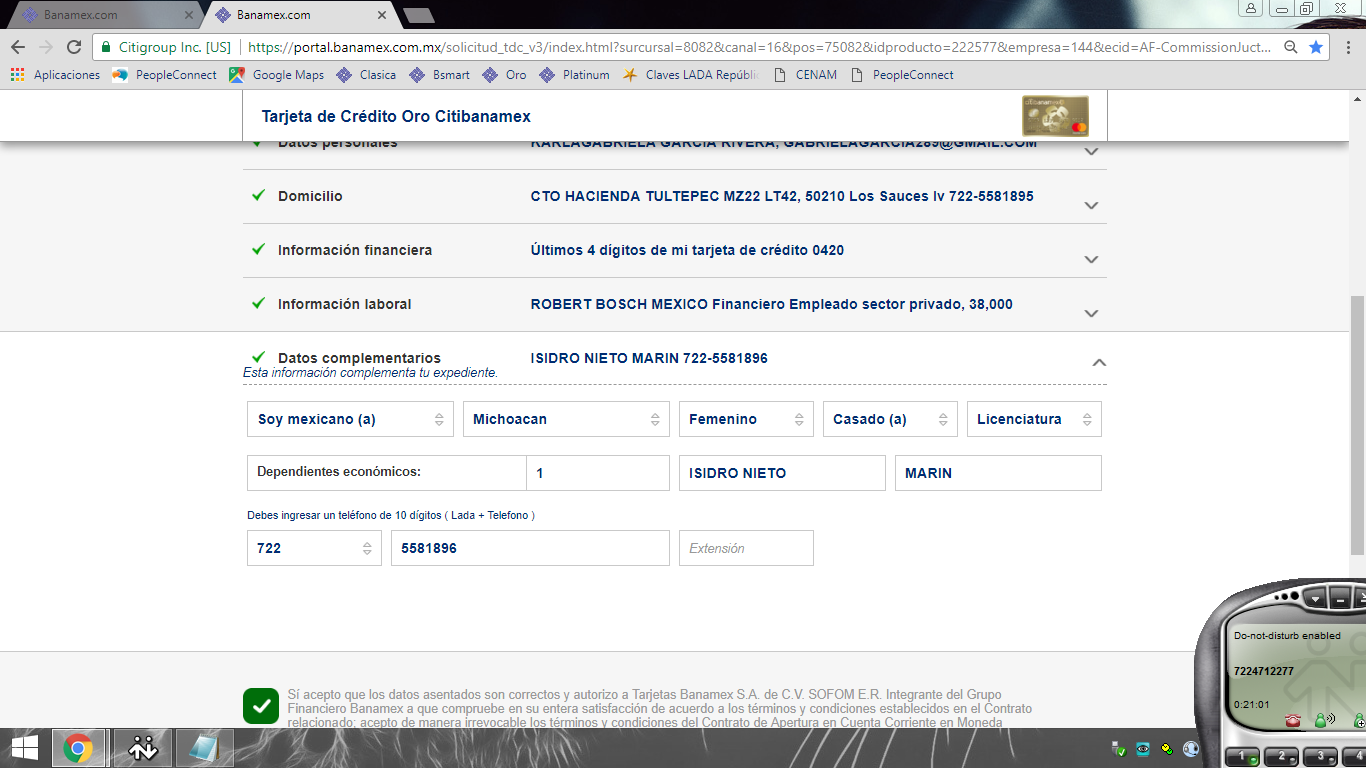 Banamex.com
Banamex.com
Citigroup Inc. [US] https://portal.banamex.com.mx/solicitud_tdc_v3/index.html?sursursal=8082&canal=16&pos=75082&idproducto=222577&empresa=144&ecid=AF-CommissionJuct...
Aplicaciones PeopleConnect Google Maps Clasica Bsmart Oro Platinum Claves LADA Repúbli CENAM PeopleConnect
Tarjeta de Crédito Oro Citibanamex
Datos personales KARLAGABRIELA GARCIA RIVERA, GABRIELAGARCIA289@GMAIL.COM
Domicilio CTO HACIENDA TULTEPEC MZ22 LT42, 50210 Los Sauces Iv 722-5581895
Información financiera Últimos 4 dígitos de mi tarjeta de crédito 0420
Información laboral ROBERT BOSCH MEXICO Financiero Empleado sector privado, 38,000
Datos complementarios ISIDRO NIETO MARIN 722-5581896
Esta información complementa tu expediente.
Soy mexicano (a) Michoacan Femenino Casado (a) Licenciatura
Dependientes económicos: 1 ISIDRO NIETO MARIN
Debes ingresar un teléfono de 10 dígitos ( Lada + Telefono )
722 5581896 Extensión
Sí acepto que los datos asentados son correctos y autorizo a Tarjetas Banamex S.A. de C.V. SOFOM E.R. Integrante del Grupo
Financiero Banamex a que compruebe en su entera satisfacción de acuerdo a los términos y condiciones establecidos en el Contrato
relacionado; acepto de manera irrevocable los términos y condiciones del Contrato de Apertura en Cuenta Corriente en Moneda
Do-not-disturb enabled
7224712277
0:21:01
1 2 3 4